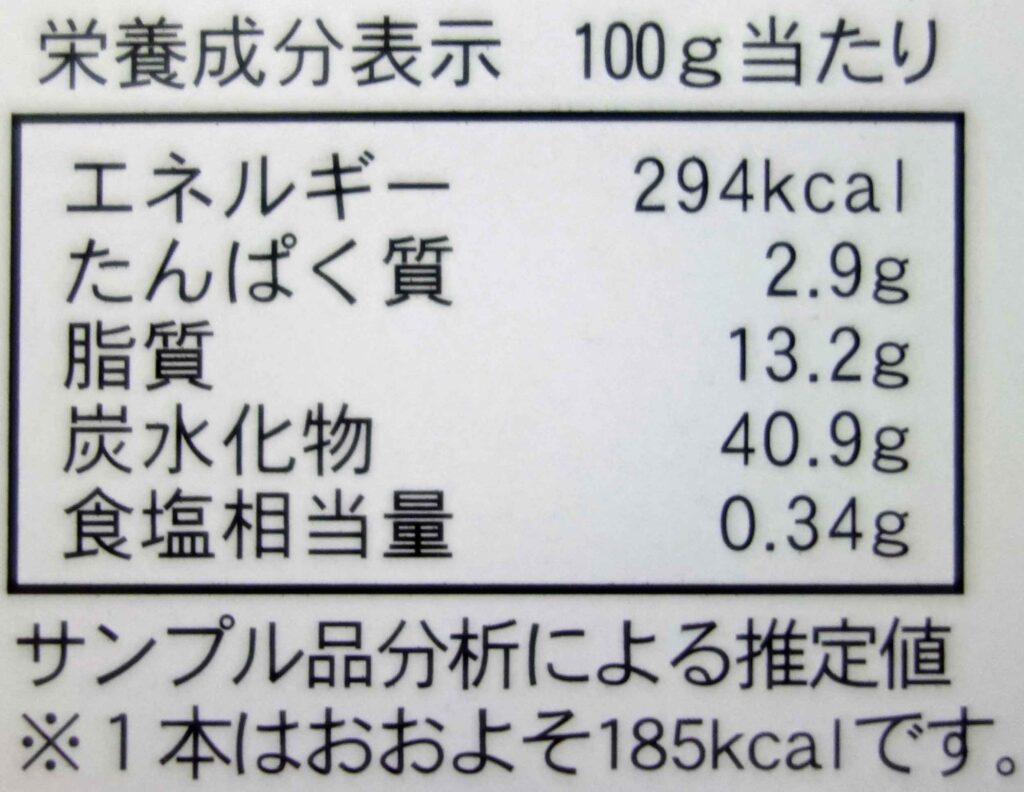 栄養成分表示　100g当たり
エネルギー　294kcal
たんぱく質　2.9g
脂質　13.2g
炭水化物　40.9g
食塩相当量　0.34g
サンプル品分析による推定値
※1本はおおよそ185kcalです。